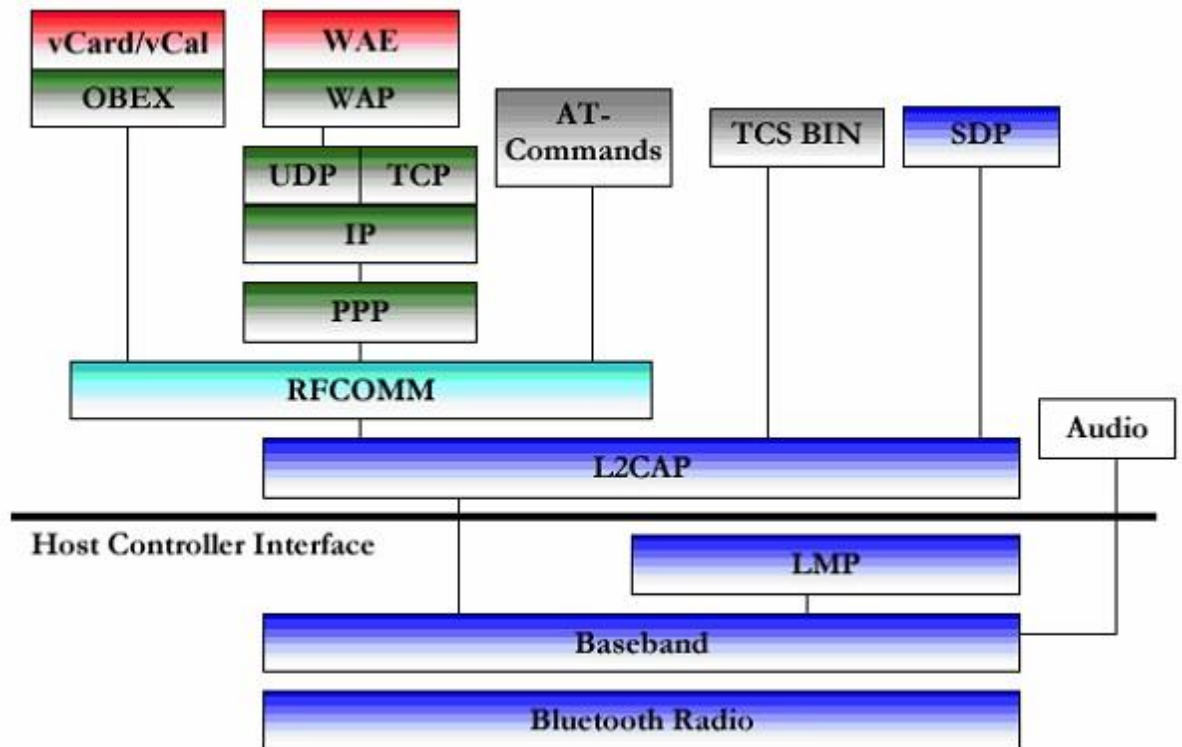 vCard/vCal
WAE
OBEX
WAP
AT-
Commands
TCS BIN
SDP
UDP
TCP
IP
PPP
RFCOMM
Audio
L2CAP
Host Controller Interface
LMP
Baseband
Bluetooth Radio